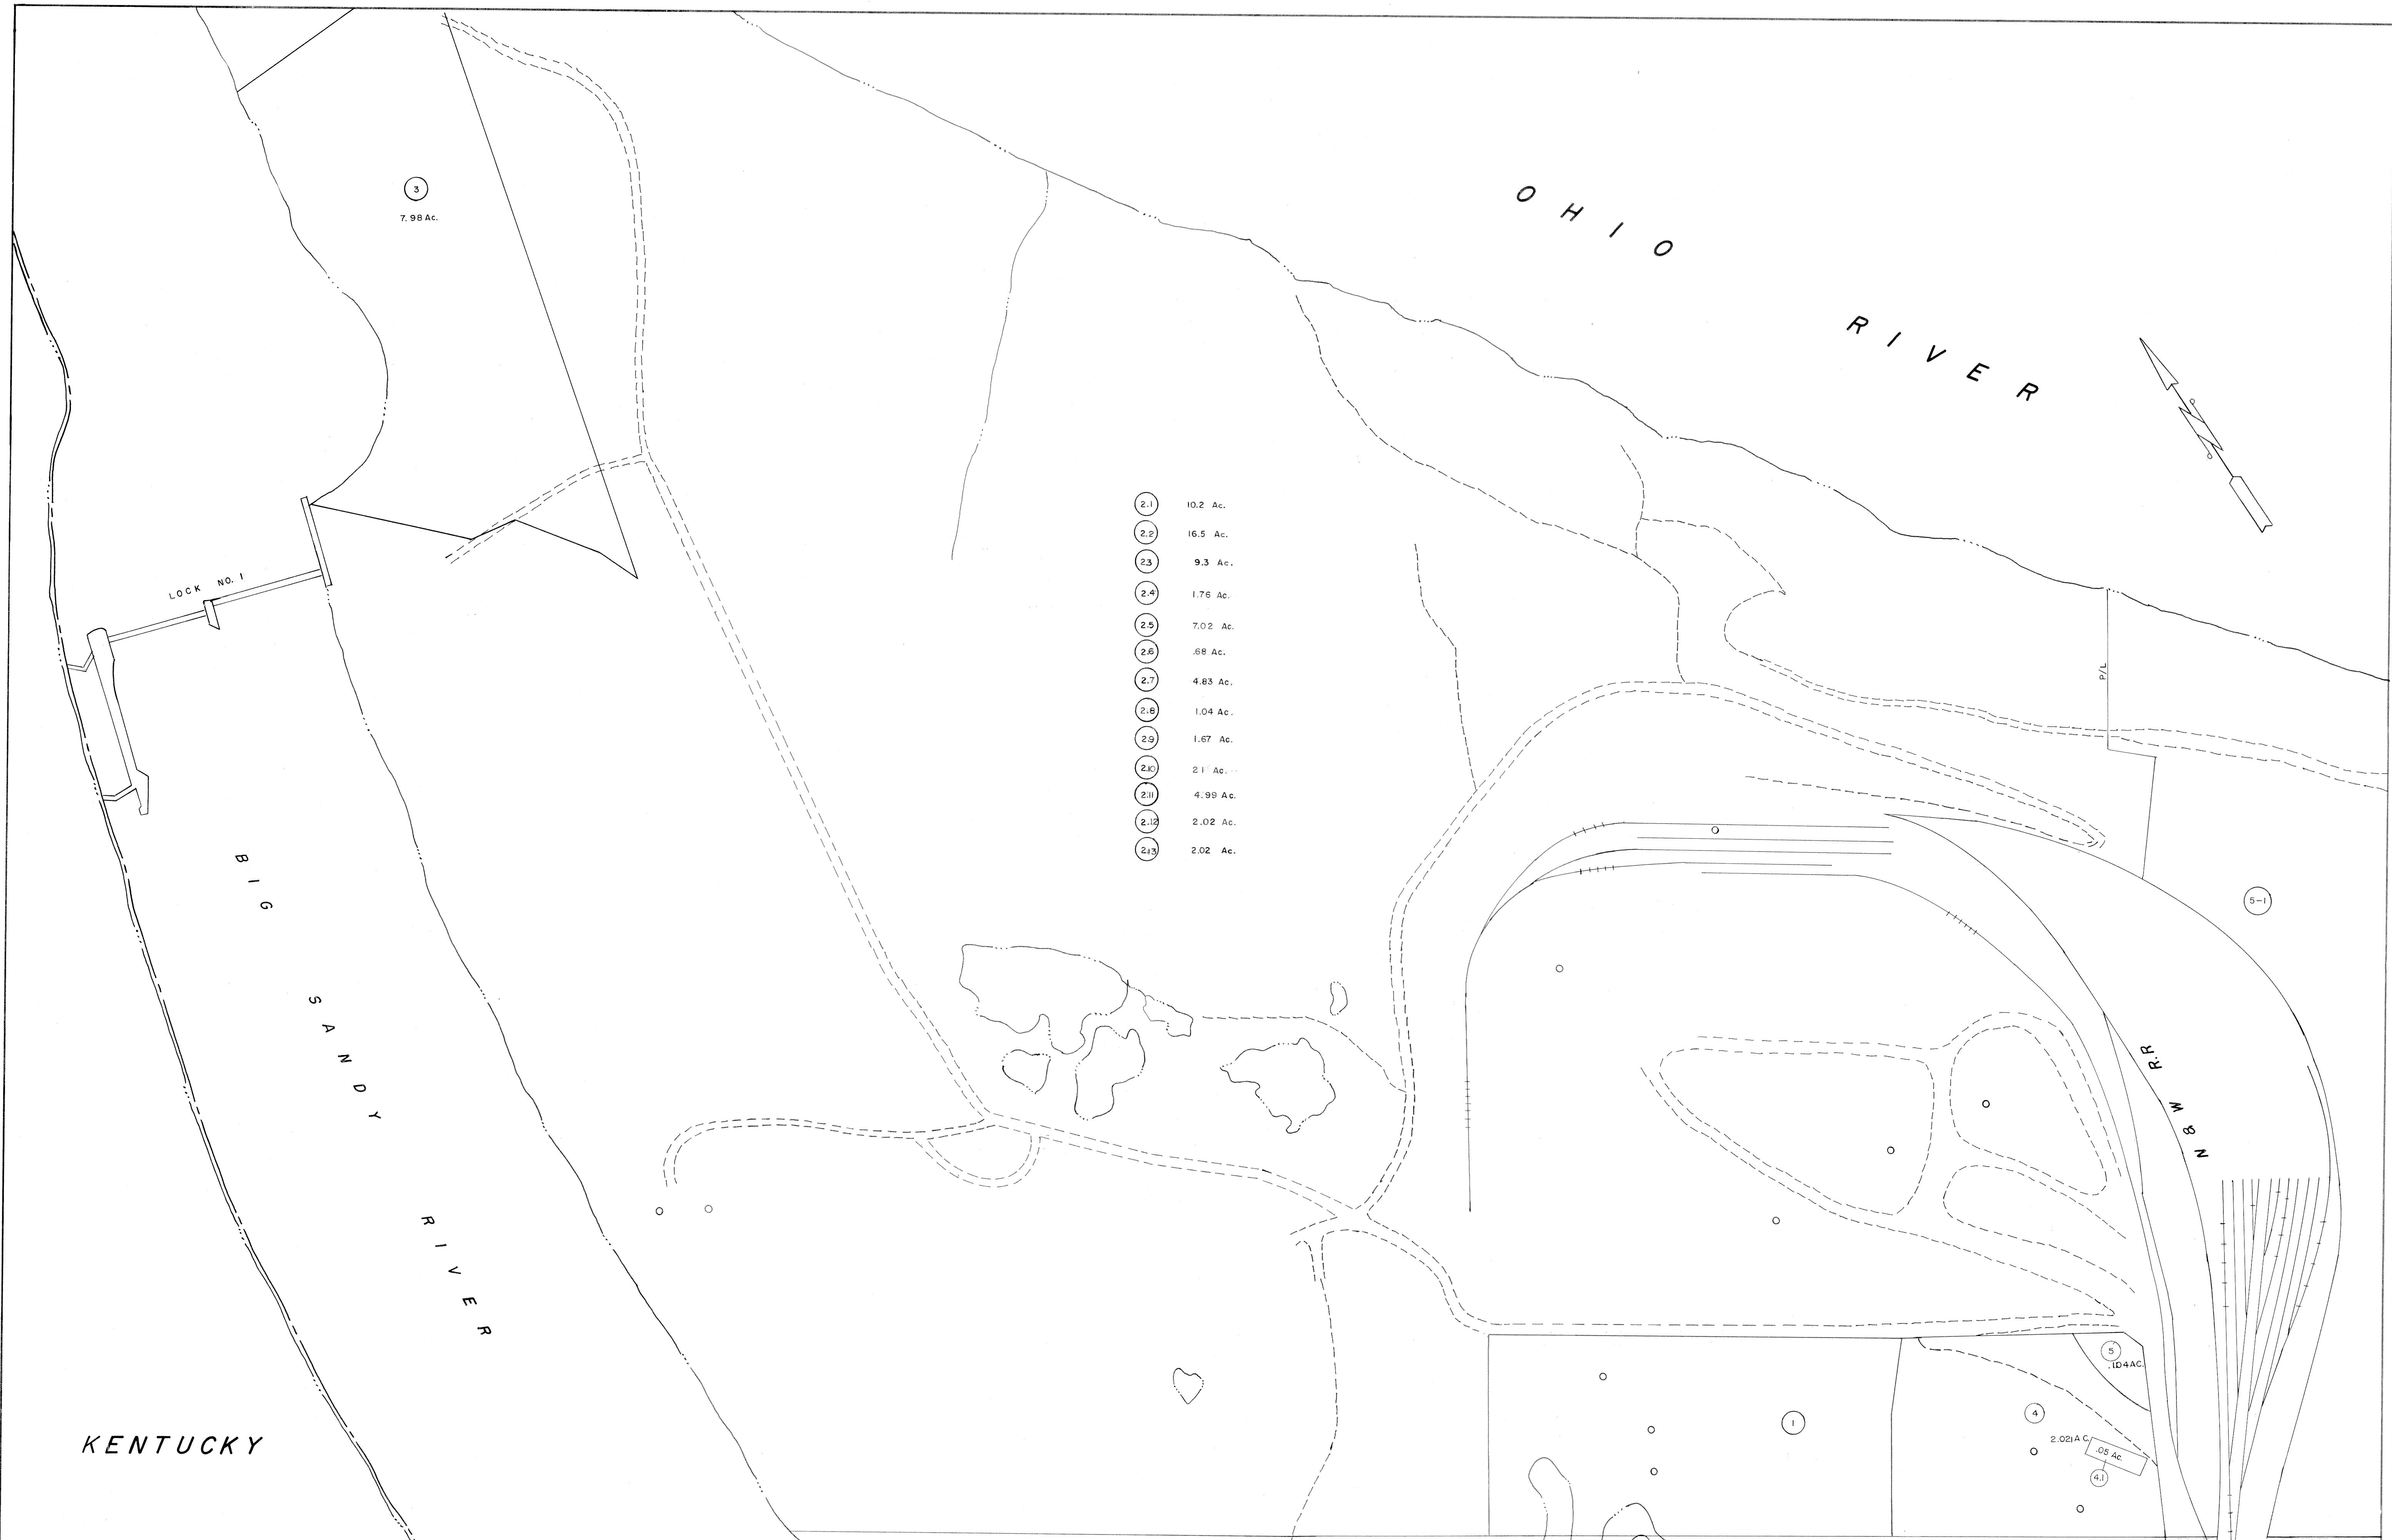 OHIO
RIVER
3
7.98 Ac.
LOCK NO. 1
2.1 10.2 Ac.
2.2 16.5 Ac.
2.3 9.3 Ac.
2.4 1.76 Ac.
2.5 7.02 Ac.
2.6 .68 Ac.
2.7 4.83 Ac.
2.8 1.04 Ac.
2.9 1.67 Ac.
2.10 Ac.
2.11 4.99 Ac.
2.12 2.02 Ac.
2.13 2.02 Ac.
P/L
5-1
BIG
SANDY
RIVER
N & W R.R
5
.104 AC.
1
4
2.021 A C.
.05 Ac.
4.1
KENTUCKY